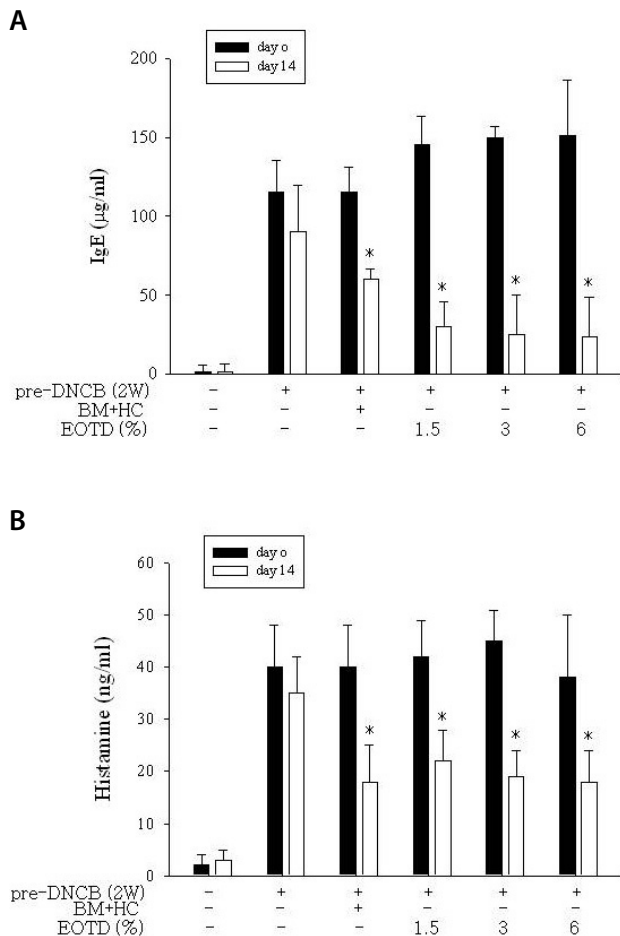 A
day o
day 14
200
150
100
50
0
IgE (µg/ml)
* * * *
pre-DNCB (2W) – + + + + +
BM+HC – – + – – –
EOTD (%) – – – 1.5 3 6
B
day o
day 14
60
50
40
30
20
10
0
Histamine (ng/ml)
* * * *
pre-DNCB (2W) – + + + + +
BM+HC – – + – – –
EOTD (%) – – – 1.5 3 6